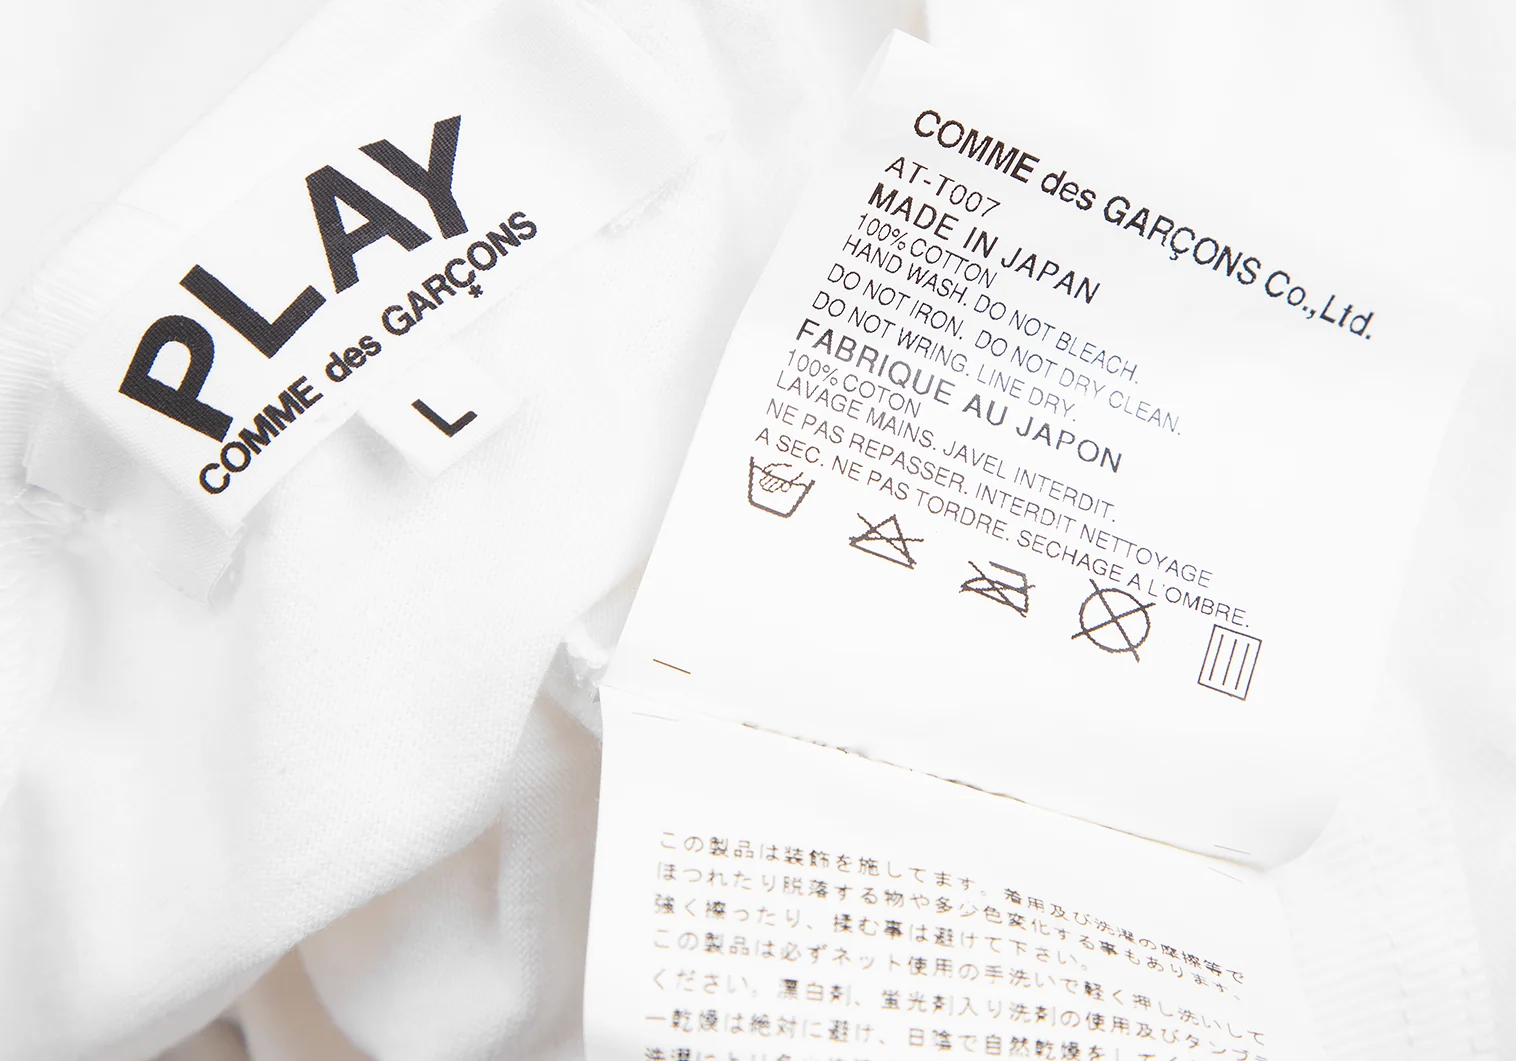 PLAY
COMME des GARÇONS
*
L
COMME des GARÇONS Co.,Ltd.
AT-T007
MADE IN JAPAN
100% COTTON
HAND WASH. DO NOT BLEACH.
DO NOT IRON. DO NOT DRY CLEAN.
DO NOT WRING. LINE DRY.
FABRIQUE AU JAPON
100% COTON
LAVAGE MAINS. JAVEL INTERDIT.
NE PAS REPASSER. INTERDIT NETTOYAGE
A SEC. NE PAS TORDRE. SECHAGE A L'OMBRE.
この製品は装飾を施してます。着用及び洗濯の摩擦等で
ほつれたり脱落する物や多少色変化する事もあります、
強く擦ったり、揉む事は避けて下さい。
この製品は必ずネット使用の手洗いで軽く押し洗いして
ください。漂白剤、蛍光剤入り洗剤の使用及びタンブラ
ー乾燥は絶対に避け、日陰で自然乾燥をして